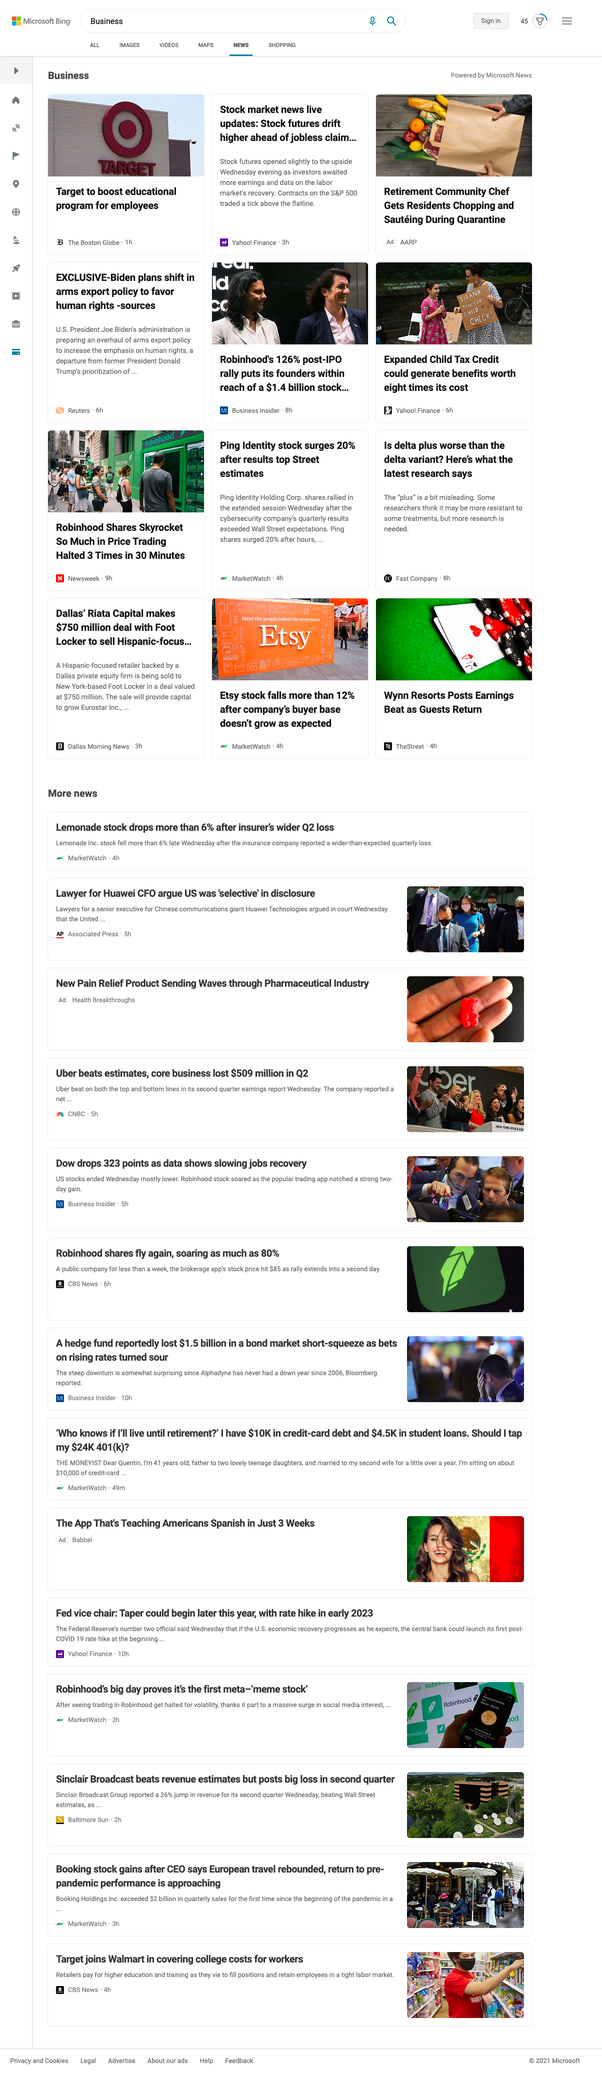 Microsoft Bing
Business
Sign in
45
ALL
IMAGES
VIDEOS
MAPS
NEWS
SHOPPING
Business
Powered by Microsoft News
TARGET
Target to boost educational
program for employees
The Boston Globe · 1h
Stock market news live
updates: Stock futures drift
higher ahead of jobless claim...
Stock futures opened slightly to the upside
Wednesday evening as investors awaited
more earnings and data on the labor
market's recovery. Contracts on the S&P 500
traded a tick above the flatline.
Yahoo! Finance · 3h
Retirement Community Chef
Gets Residents Chopping and
Sautéing During Quarantine
Ad AARP
EXCLUSIVE-Biden plans shift in
arms export policy to favor
human rights -sources
U.S. President Joe Biden's administration is
preparing an overhaul of arms export policy
to increase the emphasis on human rights, a
departure from former President Donald
Trump's prioritization of ...
Reuters · 6h
Robinhood's 126% post-IPO
rally puts its founders within
reach of a $1.4 billion stock...
Business Insider · 8h
Expanded Child Tax Credit
could generate benefits worth
eight times its cost
Yahoo! Finance · 6h
Robinhood
Robinhood Shares Skyrocket
So Much in Price Trading
Halted 3 Times in 30 Minutes
Newsweek · 9h
Ping Identity stock surges 20%
after results top Street
estimates
Ping Identity Holding Corp. shares rallied in
the extended session Wednesday after the
cybersecurity company's quarterly results
exceeded Wall Street expectations. Ping
shares surged 20% after hours, ...
MarketWatch · 4h
Is delta plus worse than the
delta variant? Here's what the
latest research says
The "plus" is a bit misleading. Some
researchers think it may be more resistant to
some treatments, but more research is
needed.
Fast Company · 8h
Dallas' Riata Capital makes
$750 million deal with Foot
Locker to sell Hispanic-focus...
A Hispanic-focused retailer backed by a
Dallas private equity firm is being sold to
New York-based Foot Locker in a deal valued
at $750 million. The sale will provide capital
to grow Eurostar Inc., ...
Dallas Morning News · 3h
Etsy
Etsy stock falls more than 12%
after company's buyer base
doesn't grow as expected
MarketWatch · 4h
Wynn Resorts Posts Earnings
Beat as Guests Return
TheStreet · 4h
More news
Lemonade stock drops more than 6% after insurer's wider Q2 loss
Lemonade Inc. stock fell more than 6% late Wednesday after the insurance company reported a wider-than-expected quarterly loss.
MarketWatch · 4h
Lawyer for Huawei CFO argue US was 'selective' in disclosure
Lawyers for a senior executive for Chinese communications giant Huawei Technologies argued in court Wednesday
that the United ...
AP Associated Press · 5h
New Pain Relief Product Sending Waves through Pharmaceutical Industry
Ad Health Breakthroughs
Uber beats estimates, core business lost $509 million in Q2
Uber beat on both the top and bottom lines in its second quarter earnings report Wednesday. The company reported a
net ...
CNBC · 5h
Dow drops 323 points as data shows slowing jobs recovery
US stocks ended Wednesday mostly lower. Robinhood stock soared as the popular trading app notched a strong two-
day gain.
Business Insider · 5h
Robinhood shares fly again, soaring as much as 80%
A public company for less than a week, the brokerage app's stock price hit $85 as rally extends into a second day.
CBS News · 6h
A hedge fund reportedly lost $1.5 billion in a bond market short-squeeze as bets
on rising rates turned sour
The steep downturn is somewhat surprising since Alphadyne has never had a down year since 2006, Bloomberg
reported.
Business Insider · 10h
'Who knows if I'll live until retirement?' I have $10K in credit-card debt and $4.5K in student loans. Should I tap
my $24K 401(k)?
THE MONEYIST Dear Quentin, I'm 41 years old, father to two lovely teenage daughters, and married to my second wife for a little over a year. I'm sitting on about
$10,000 of credit-card ...
MarketWatch · 49m
The App That's Teaching Americans Spanish in Just 3 Weeks
Ad Babbel
Fed vice chair: Taper could begin later this year, with rate hike in early 2023
The Federal Reserve's number two official said Wednesday that if the U.S. economic recovery progresses as he expects, the central bank could launch its first post-
COVID 19 rate hike at the beginning ...
Yahoo! Finance · 10h
Robinhood's big day proves it's the first meta–'meme stock'
After seeing trading in Robinhood get halted for volatility, thanks it part to a massive surge in social media interest, ...
MarketWatch · 2h
Robinhood
Sinclair Broadcast beats revenue estimates but posts big loss in second quarter
Sinclair Broadcast Group reported a 26% jump in revenue for its second quarter Wednesday, beating Wall Street
estimates, as ...
Baltimore Sun · 2h
Booking stock gains after CEO says European travel rebounded, return to pre-
pandemic performance is approaching
Booking Holdings Inc. exceeded $2 billion in quarterly sales for the first time since the beginning of the pandemic in a
...
MarketWatch · 3h
Target joins Walmart in covering college costs for workers
Retailers pay for higher education and training as they vie to fill positions and retain employees in a tight labor market.
CBS News · 4h
Privacy and Cookies
Legal
Advertise
About our ads
Help
Feedback
© 2021 Microsoft